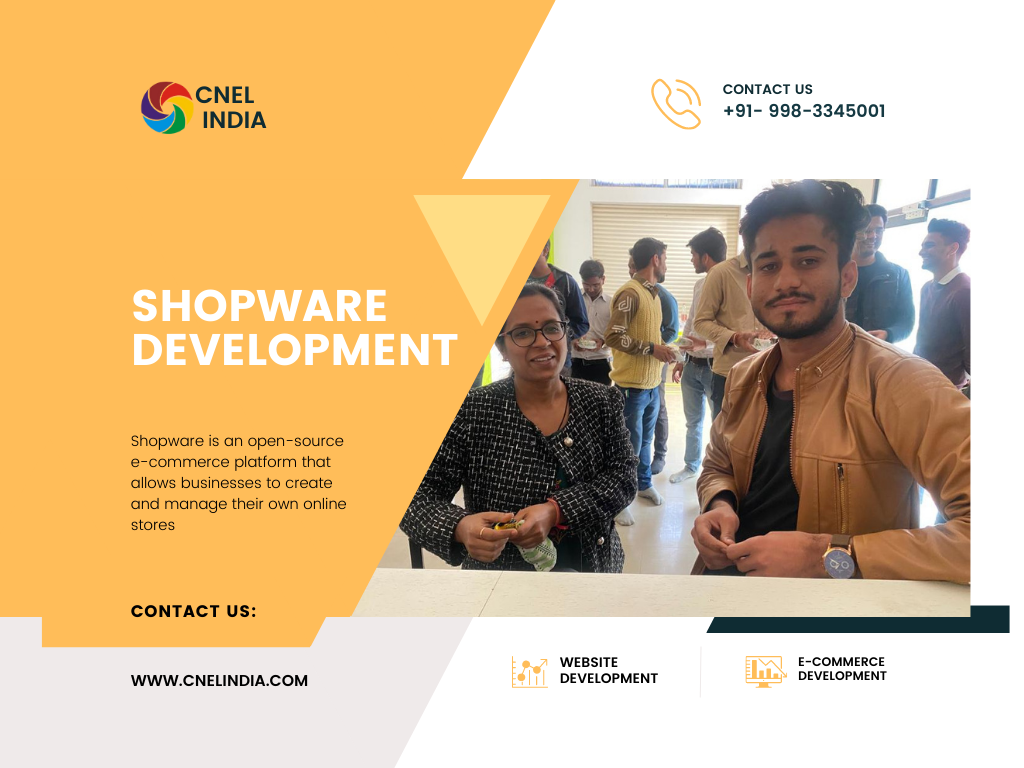 CNEL
INDIA
CONTACT US
+91- 998-3345001
SHOPWARE
DEVELOPMENT
Shopware is an open-source
e-commerce platform that
allows businesses to create
and manage their own online
stores
CONTACT US:
WWW.CNELINDIA.COM
WEBSITE
DEVELOPMENT
E-COMMERCE
DEVELOPMENT